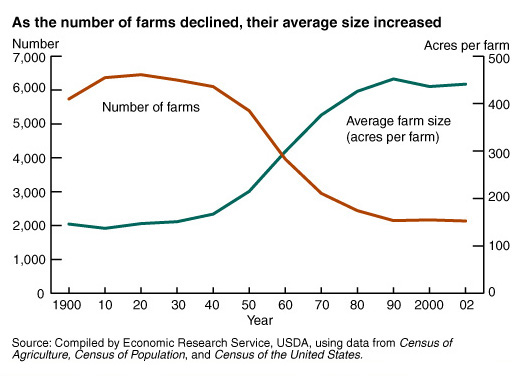 As the number of farms declined, their average size increased
Number
Acres per farm
7,000
6,000
5,000
4,000
3,000
2,000
1,000
0
500
400
300
200
100
0
Number of farms
Average farm size
(acres per farm)
1900 10 20 30 40 50 60 70 80 90 2000 02
Year
Source: Compiled by Economic Research Service, USDA, using data from Census of
Agriculture, Census of Population, and Census of the United States.